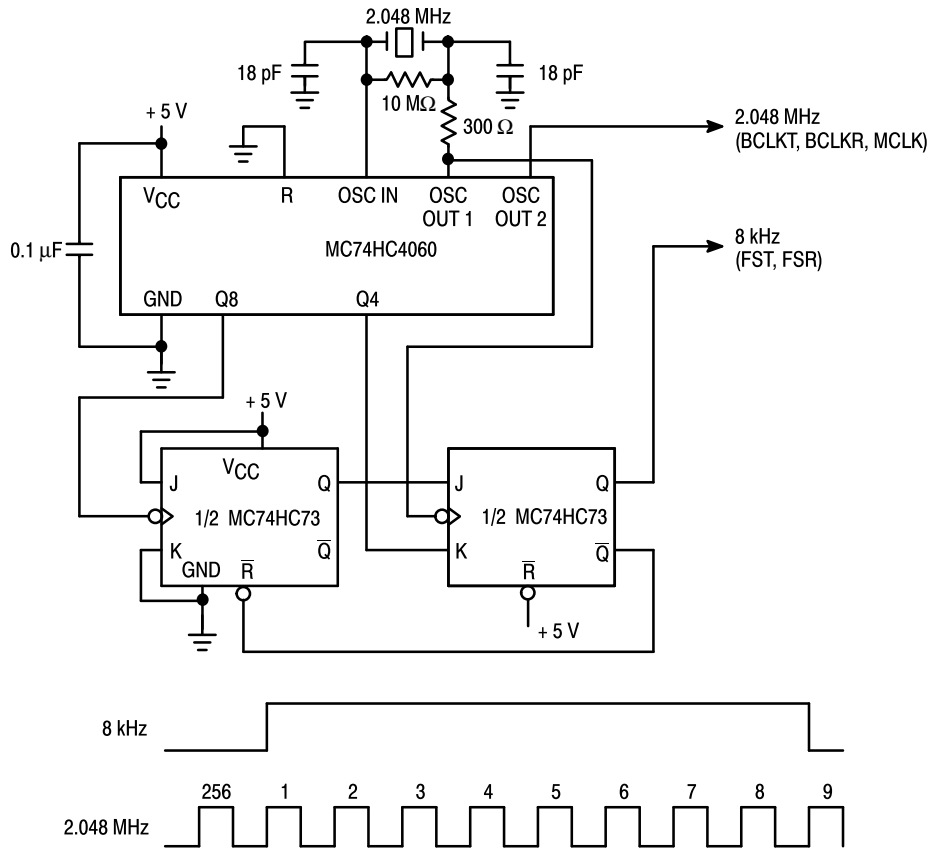 2.048 MHz
18 pF
18 pF
10 MΩ
300 Ω
+ 5 V
2.048 MHz
(BCLKT, BCLKR, MCLK)
VCC
R
OSC IN
OSC
OUT 1
OSC
OUT 2
0.1 µF
MC74HC4060
8 kHz
(FST, FSR)
GND
Q8
Q4
+ 5 V
VCC
J
Q
J
Q
1/2 MC74HC73
1/2 MC74HC73
K
Q̅
K
Q̅
GND
R̅
R̅
+ 5 V
8 kHz
256 1 2 3 4 5 6 7 8 9
2.048 MHz